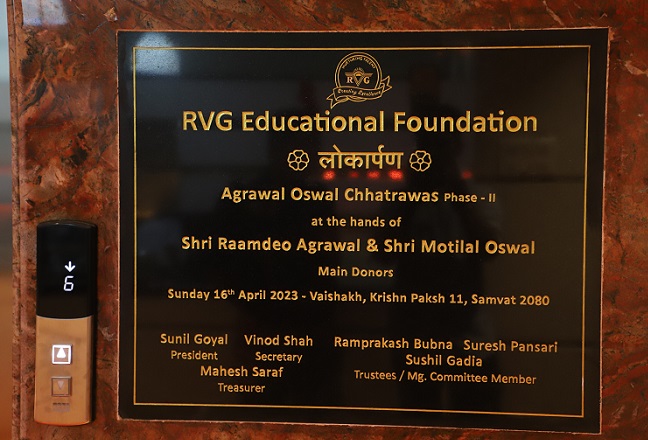 RVG
Creating Excellence
RVG Educational Foundation
लोकार्पण
Agrawal Oswal Chhatrawas Phase - II
at the hands of
Shri Raamdeo Agrawal & Shri Motilal Oswal
Main Donors
Sunday 16th April 2023 - Vaishakh, Krishn Paksh 11, Samvat 2080
Sunil Goyal Vinod Shah
President Secretary
Mahesh Saraf
Treasurer
Ramprakash Bubna Suresh Pansari
Sushil Gadia
Trustees / Mg. Committee Member
6